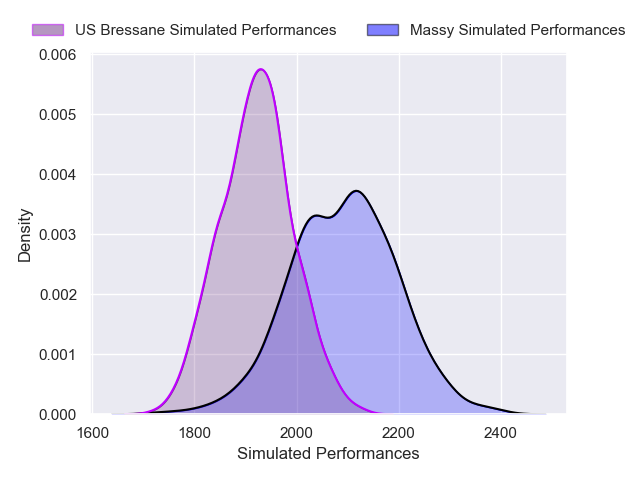 US Bressane Simulated Performances Massy Simulated Performances
0.006
0.005
0.004
0.003
0.002
0.001
0.000
Density
1600 1800 2000 2200 2400
Simulated Performances